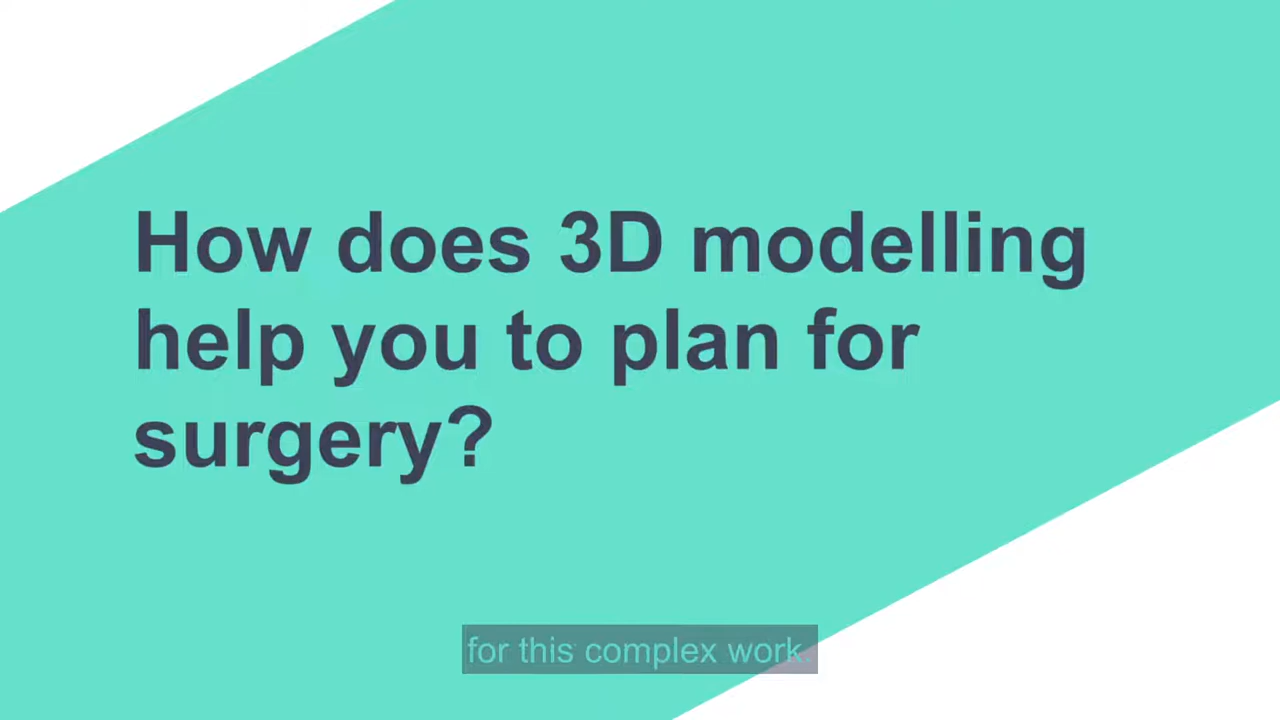 How does 3D modelling
help you to plan for
surgery?
for this complex work.